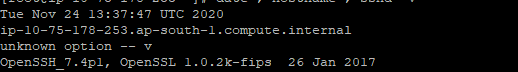 Tue Nov 24 13:37:47 UTC 2020
ip-10-75-178-253.ap-south-1.compute.internal
unknown option -- v
OpenSSH_7.4p1, OpenSSL 1.0.2k-fips  26 Jan 2017